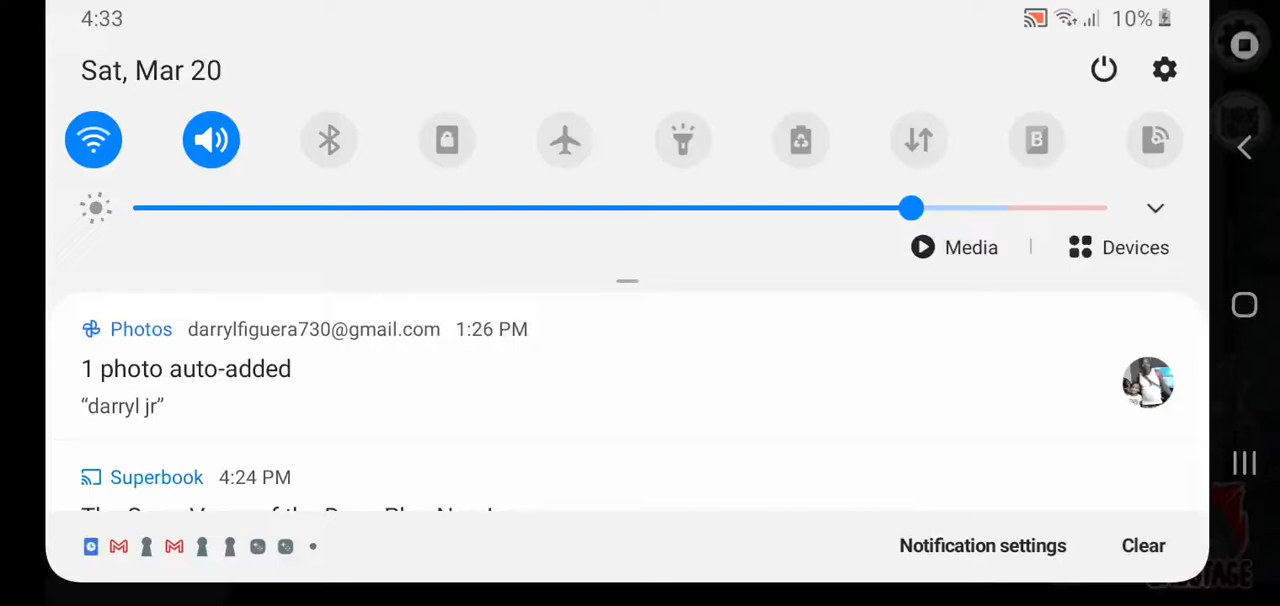 4:33
10%
Sat, Mar 20
B
Media
Devices
Photos darrylfiguera730@gmail.com 1:26 PM
1 photo auto-added
“darryl jr”
Superbook 4:24 PM
Notification settings
Clear